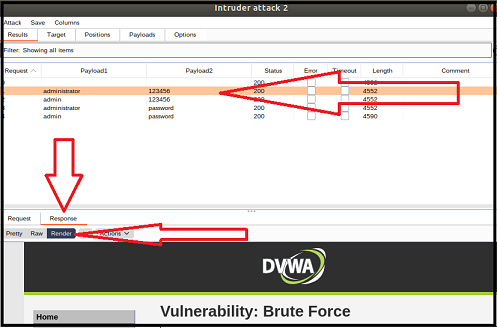 Intruder attack 2
Attack Save Columns
Results Target Positions Payloads Options
Filter: Showing all items
Request Payload1 Payload2 Status Error Timeout Length Comment
200
administrator 123456 200 4552
2 admin 123456 200 4552
administrator password 200 4552
4 admin password 200 4590
Request Response
Pretty Raw Render Actions
DVWA
Home
Vulnerability: Brute Force